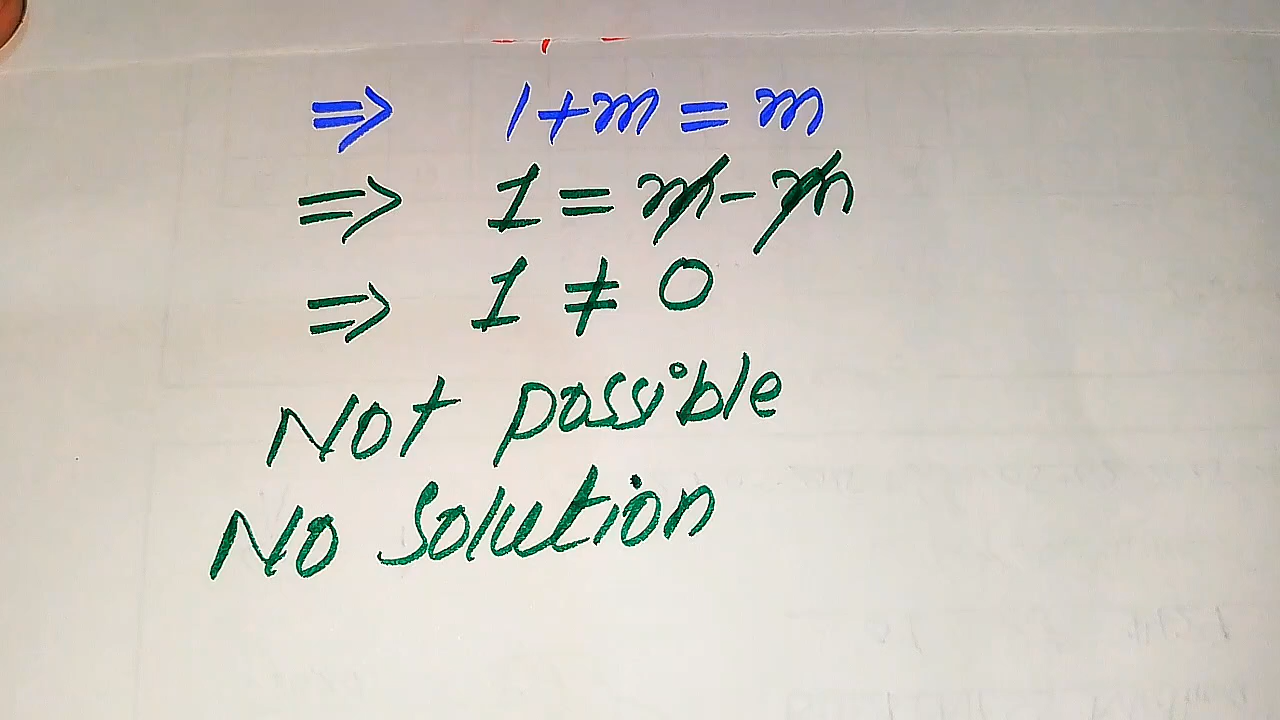 ⇒ 1+m = m
⇒ 1 = m - m
⇒ 1 ≠ 0
Not possible
No solution